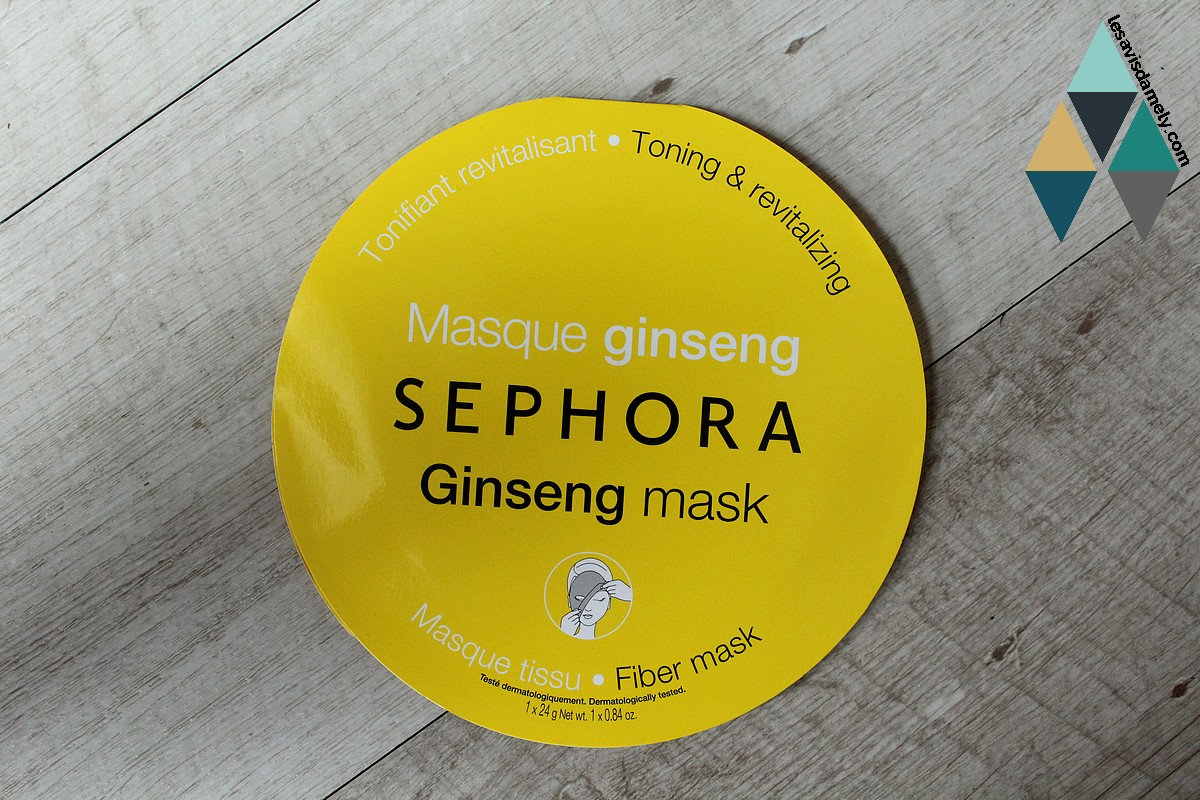 Tonifiant revitalisant • Toning & revitalizing
Masque ginseng
SEPHORA
Ginseng mask
Masque tissu • Fiber mask
Testé dermatologiquement. Dermatologically tested.
1 x 24 g Net wt. 1 x 0.84 oz.
lesavisdamely.com